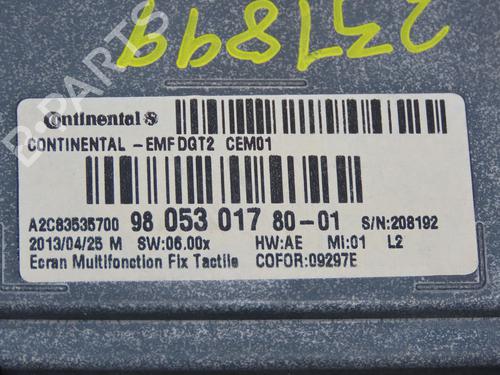 237899
B-PARTS
Continental
CONTINENTAL -EMF DGT2 CEM01
A2C83535700 98 053 017 80-01 S/N:208192
2013/04/25 M SW:06.00x HW:AE MI:01 L2
Ecran Multifonction Fix Tactile COFOR:09297E